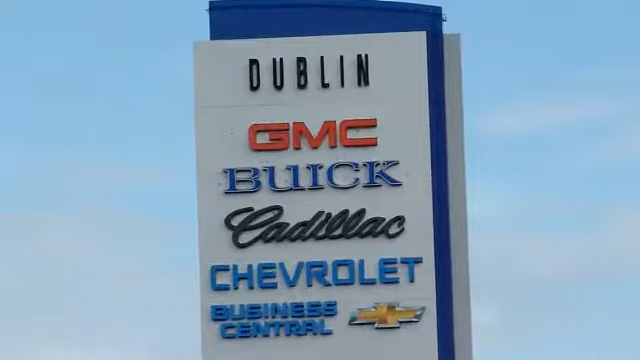 DUBLIN
GMC
BUICK
Cadillac
CHEVROLET
BUSINESS
CENTRAL